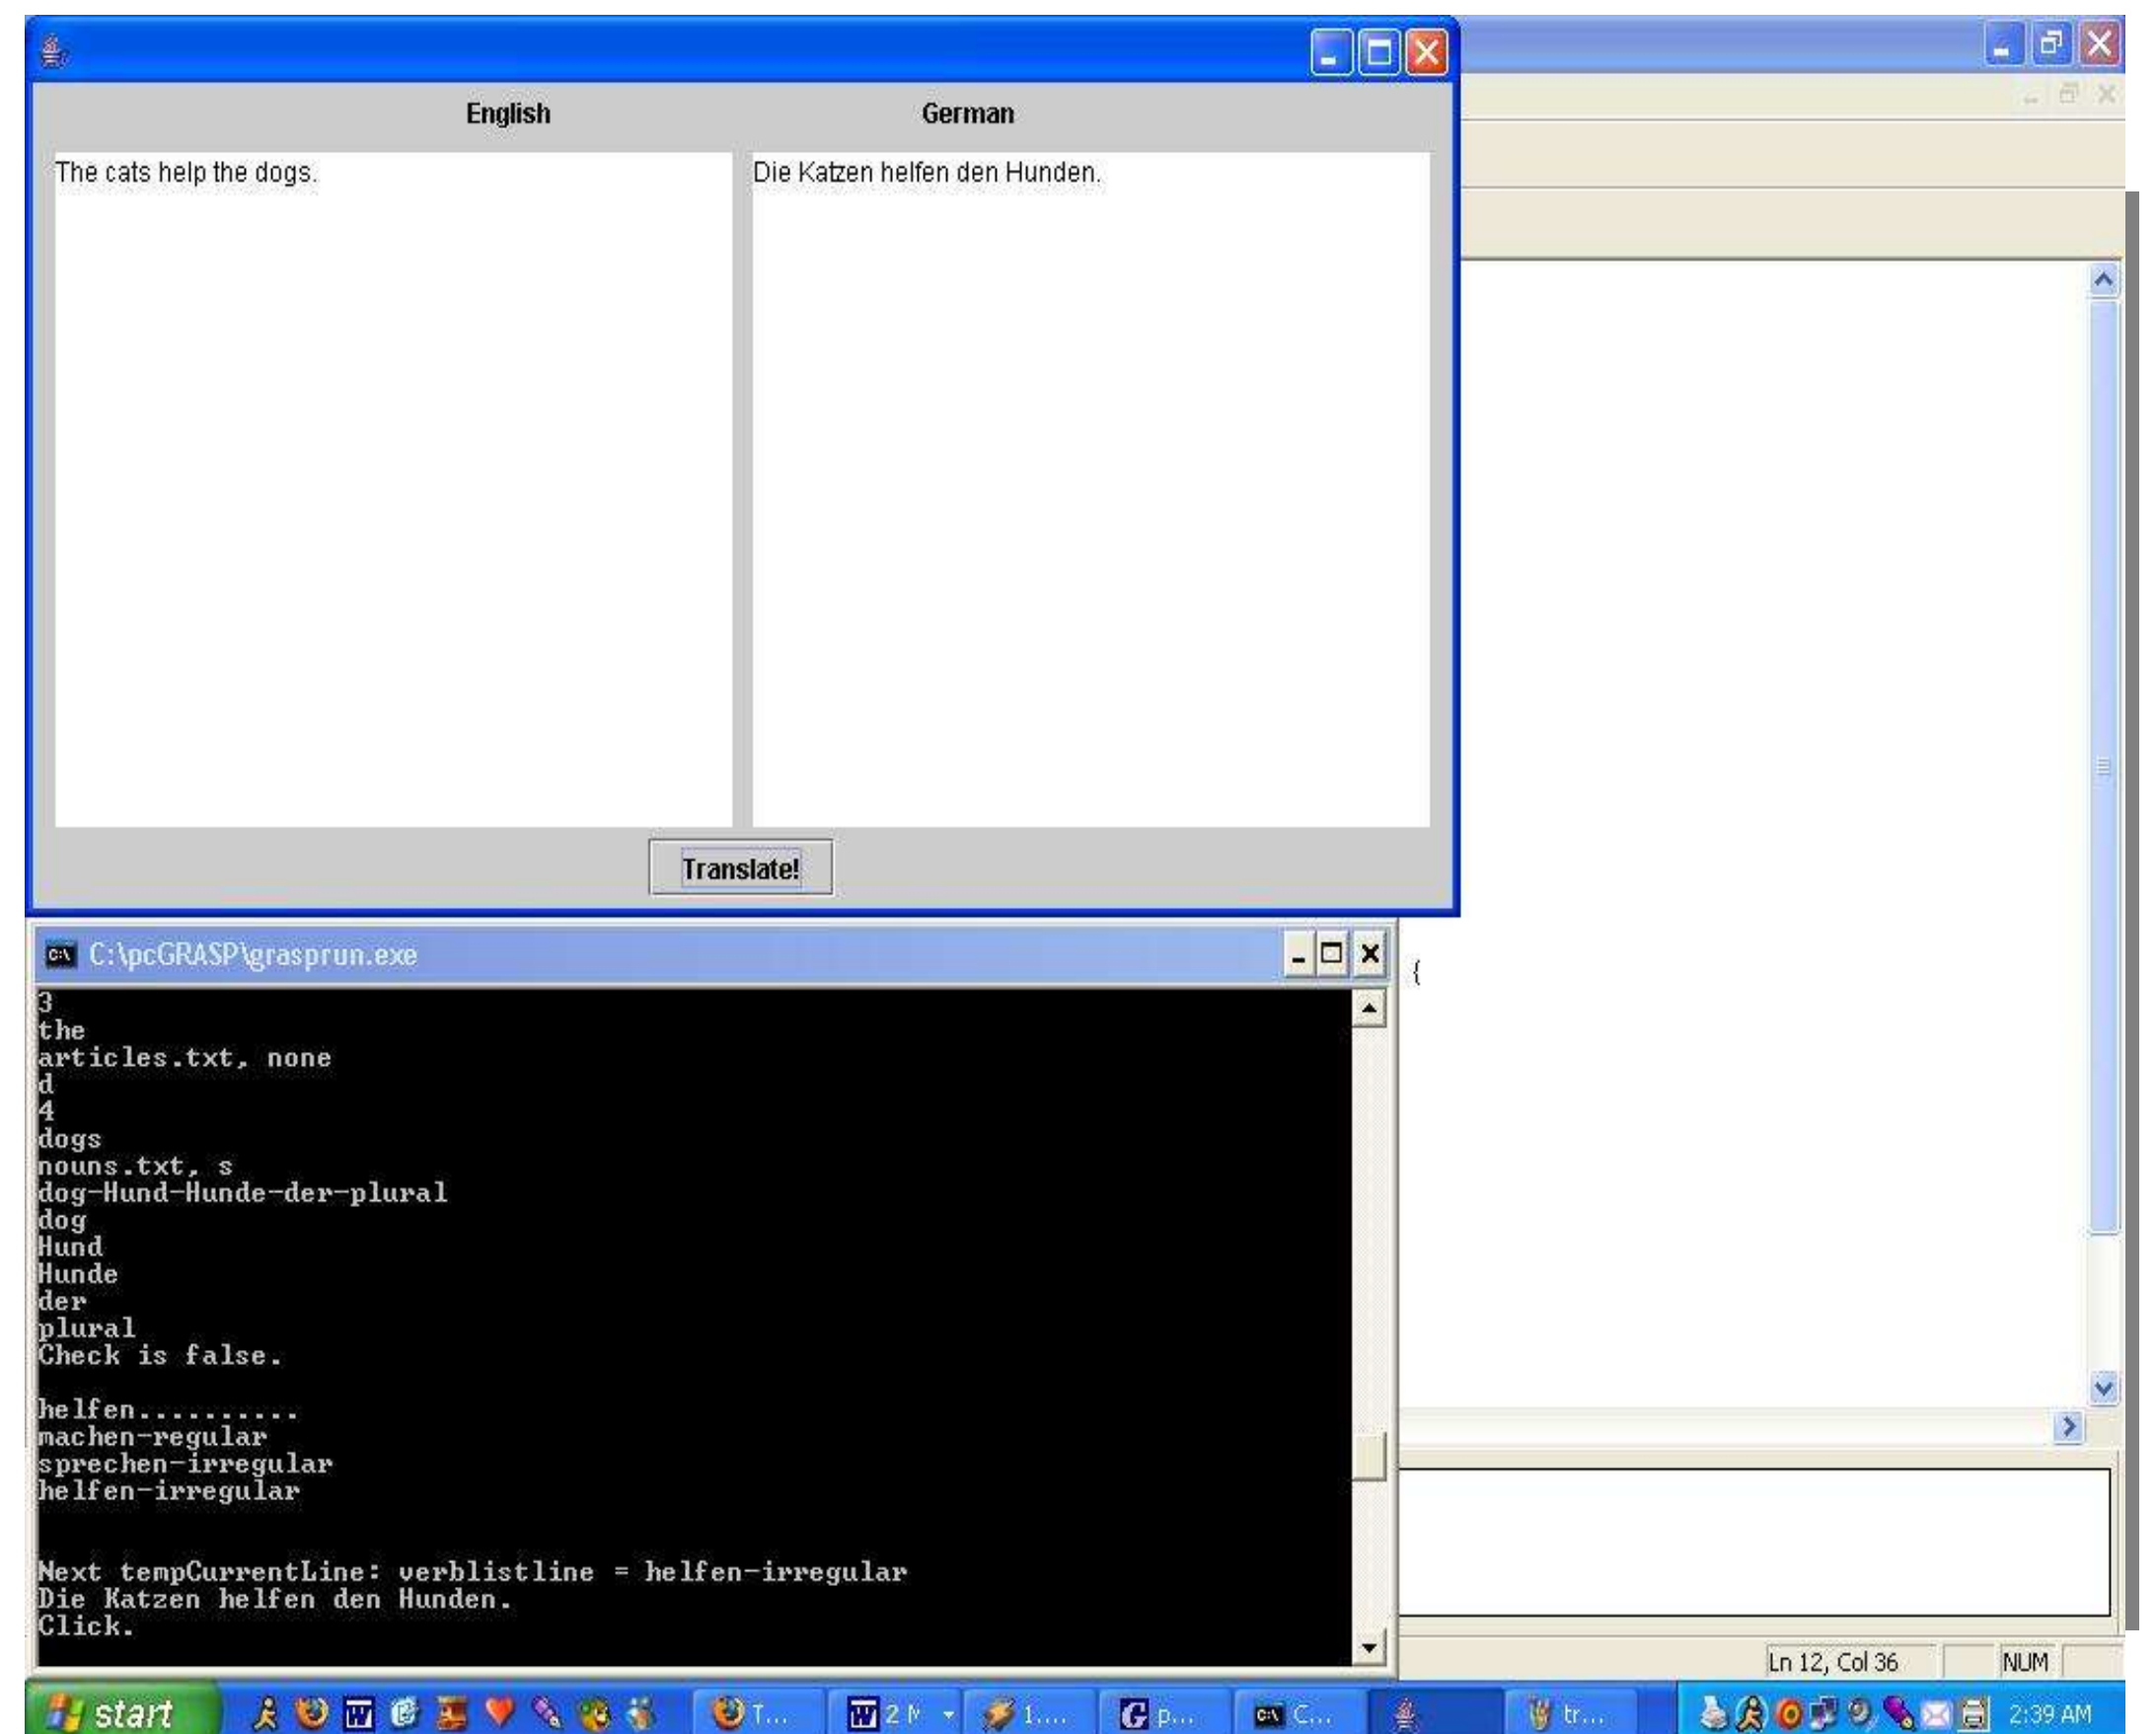 English
German
The cats help the dogs.
Die Katzen helfen den Hunden.
Translate!
C:\pcGRASP\grasprun.exe
{
3
the
articles.txt, none
d
4
dogs
nouns.txt, s
dog-Hund-Hunde-der-plural
dog
Hund
Hunde
der
plural
Check is false.
helfen..........
machen-regular
sprechen-irregular
helfen-irregular
Next tempCurrentLine: verblistline = helfen-irregular
Die Katzen helfen den Hunden.
Click.
Ln 12, Col 36
NUM
start
T...
2 M
1....
p...
C...
tr...
2:39 AM